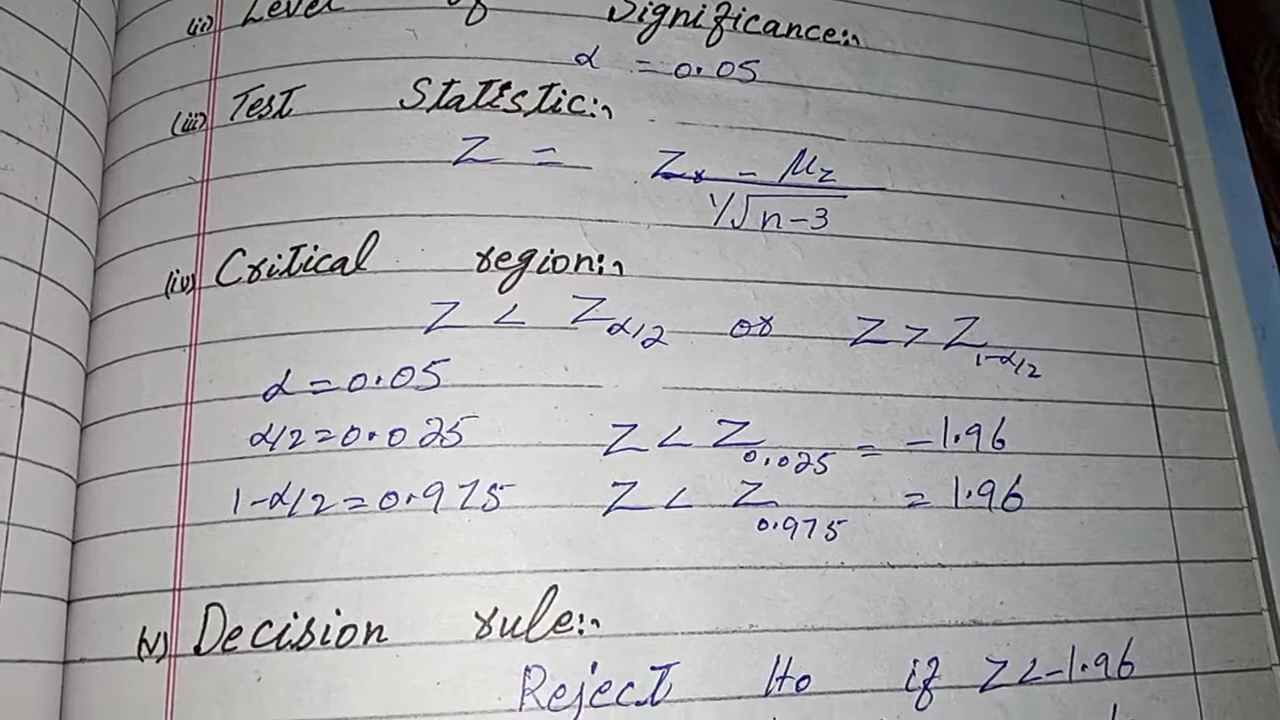 (ii) Level of Significance:-
α = 0.05
(iii) Test Statistic:-
Z = Zr - μz
1/√n-3
(iv) Critical region:-
Z < Zα/2 or Z > Z1-α/2
α = 0.05
α/2 = 0.025 Z < Z0.025 = -1.96
1-α/2 = 0.975 Z < Z0.975 = 1.96
(v) Decision rule:-
Reject Ho if Z < -1.96